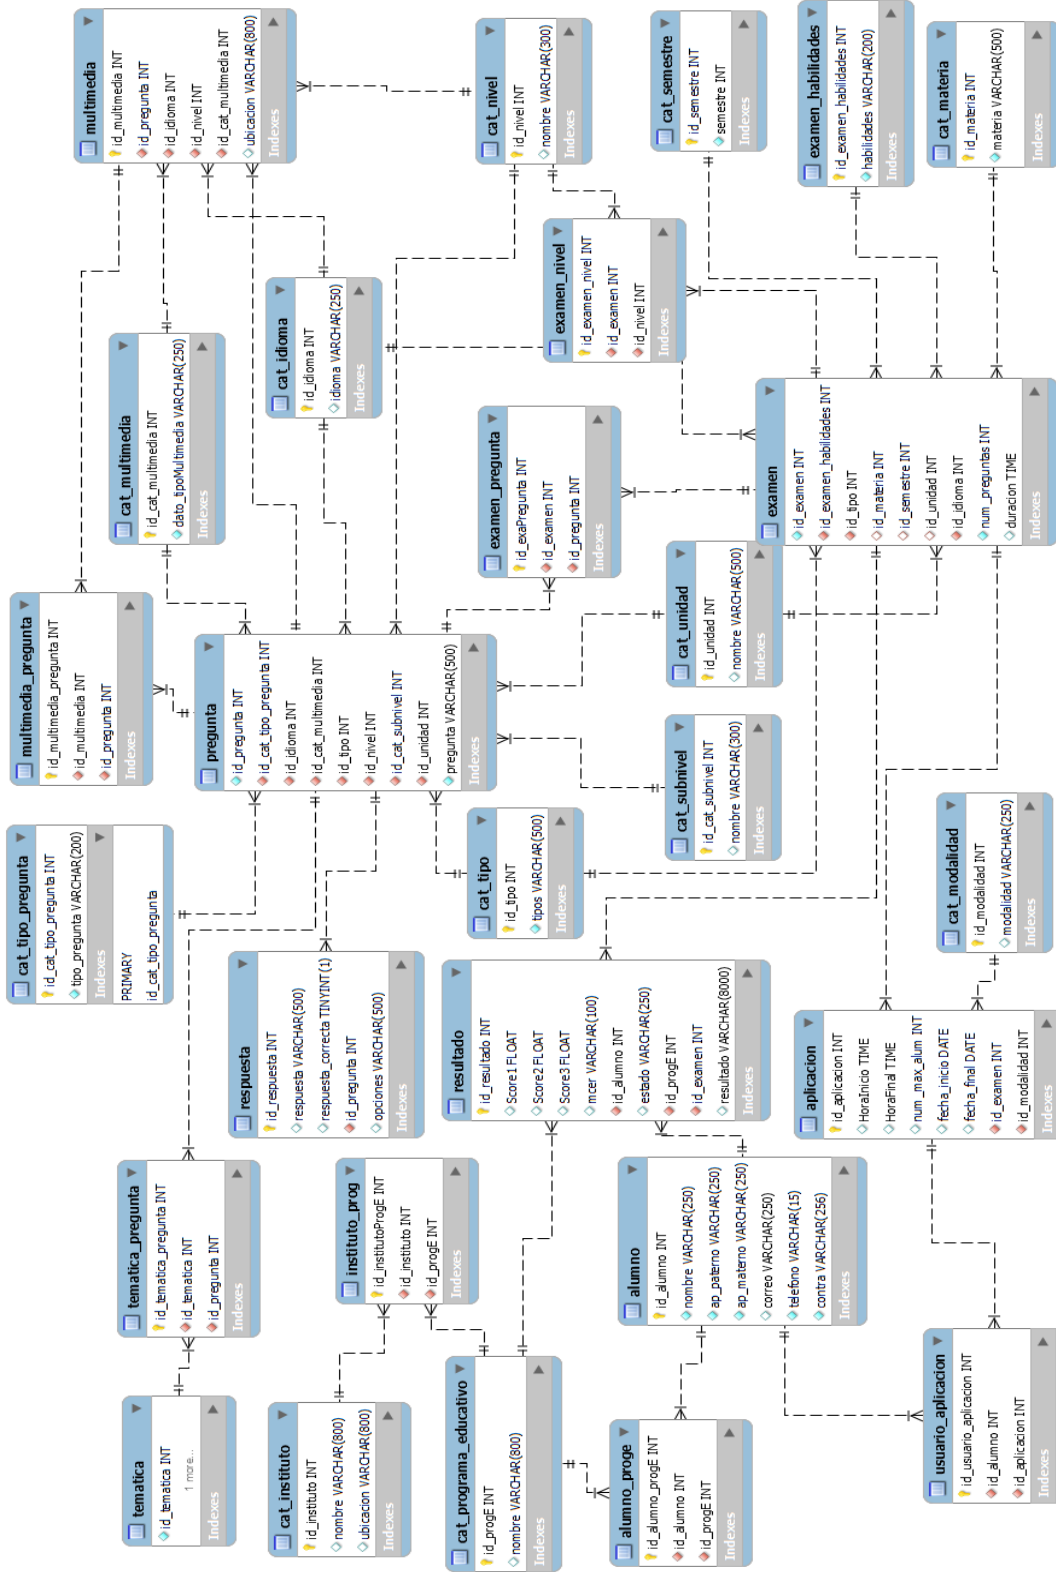 tematica
id_tematica INT
1 more...
Indexes
tematica_pregunta
id_tematica_pregunta INT
id_tematica INT
id_pregunta INT
Indexes
cat_tipo_pregunta
id_cat_tipo_pregunta INT
tipo_pregunta VARCHAR(200)
Indexes
PRIMARY
id_cat_tipo_pregunta
multimedia_pregunta
id_multimedia_pregunta INT
id_multimedia INT
id_pregunta INT
Indexes
cat_multimedia
id_cat_multimedia INT
dato_tipoMultimedia VARCHAR(250)
Indexes
multimedia
id_multimedia INT
id_pregunta INT
id_idioma INT
id_nivel INT
id_cat_multimedia INT
ubicacion VARCHAR(800)
Indexes
cat_instituto
id_instituto INT
nombre VARCHAR(800)
ubicacion VARCHAR(800)
Indexes
instituto_prog
id_institutoProgE INT
id_instituto INT
id_progE INT
Indexes
respuesta
id_respuesta INT
respuesta VARCHAR(500)
respuesta_correcta TINYINT(1)
id_pregunta INT
opciones VARCHAR(500)
Indexes
pregunta
id_pregunta INT
id_cat_tipo_pregunta INT
id_idioma INT
id_cat_multimedia INT
id_tipo INT
id_nivel INT
id_cat_subnivel INT
id_unidad INT
pregunta VARCHAR(500)
Indexes
cat_idioma
id_idioma INT
idioma VARCHAR(250)
Indexes
cat_programa_educativo
id_progE INT
nombre VARCHAR(800)
Indexes
resultado
id_resultado INT
Score1 FLOAT
Score2 FLOAT
Score3 FLOAT
mcer VARCHAR(100)
id_alumno INT
estado VARCHAR(250)
id_progE INT
id_examen INT
resultado VARCHAR(8000)
Indexes
cat_tipo
id_tipo INT
tipos VARCHAR(500)
Indexes
examen_pregunta
id_exaPregunta INT
id_examen INT
id_pregunta INT
Indexes
cat_nivel
id_nivel INT
nombre VARCHAR(300)
Indexes
examen_nivel
id_examen_nivel INT
id_examen INT
id_nivel INT
Indexes
alumno_proge
id_alumno_progE INT
id_alumno INT
id_progE INT
Indexes
alumno
id_alumno INT
nombre VARCHAR(250)
ap_paterno VARCHAR(250)
ap_materno VARCHAR(250)
correo VARCHAR(250)
telefono VARCHAR(15)
contra VARCHAR(256)
Indexes
cat_subnivel
id_cat_subnivel INT
nombre VARCHAR(300)
Indexes
cat_unidad
id_unidad INT
nombre VARCHAR(500)
Indexes
cat_semestre
id_semestre INT
semestre INT
Indexes
examen
id_examen INT
id_examen_habilidades INT
id_tipo INT
id_materia INT
id_semestre INT
id_unidad INT
id_idioma INT
num_preguntas INT
duracion TIME
Indexes
examen_habilidades
id_examen_habilidades INT
habilidades VARCHAR(200)
Indexes
aplicacion
id_aplicacion INT
HoraInicio TIME
HoraFinal TIME
num_max_alum INT
fecha_inicio DATE
fecha_final DATE
id_examen INT
id_modalidad INT
Indexes
cat_modalidad
id_modalidad INT
modalidad VARCHAR(250)
Indexes
cat_materia
id_materia INT
materia VARCHAR(500)
Indexes
usuario_aplicacion
id_usuario_aplicacion INT
id_alumno INT
id_aplicacion INT
Indexes